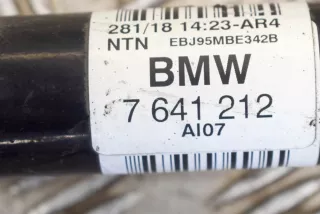 281/18 14:23-AR4
NTN EBJ95MBE342B
BMW
7 641 212
AI07